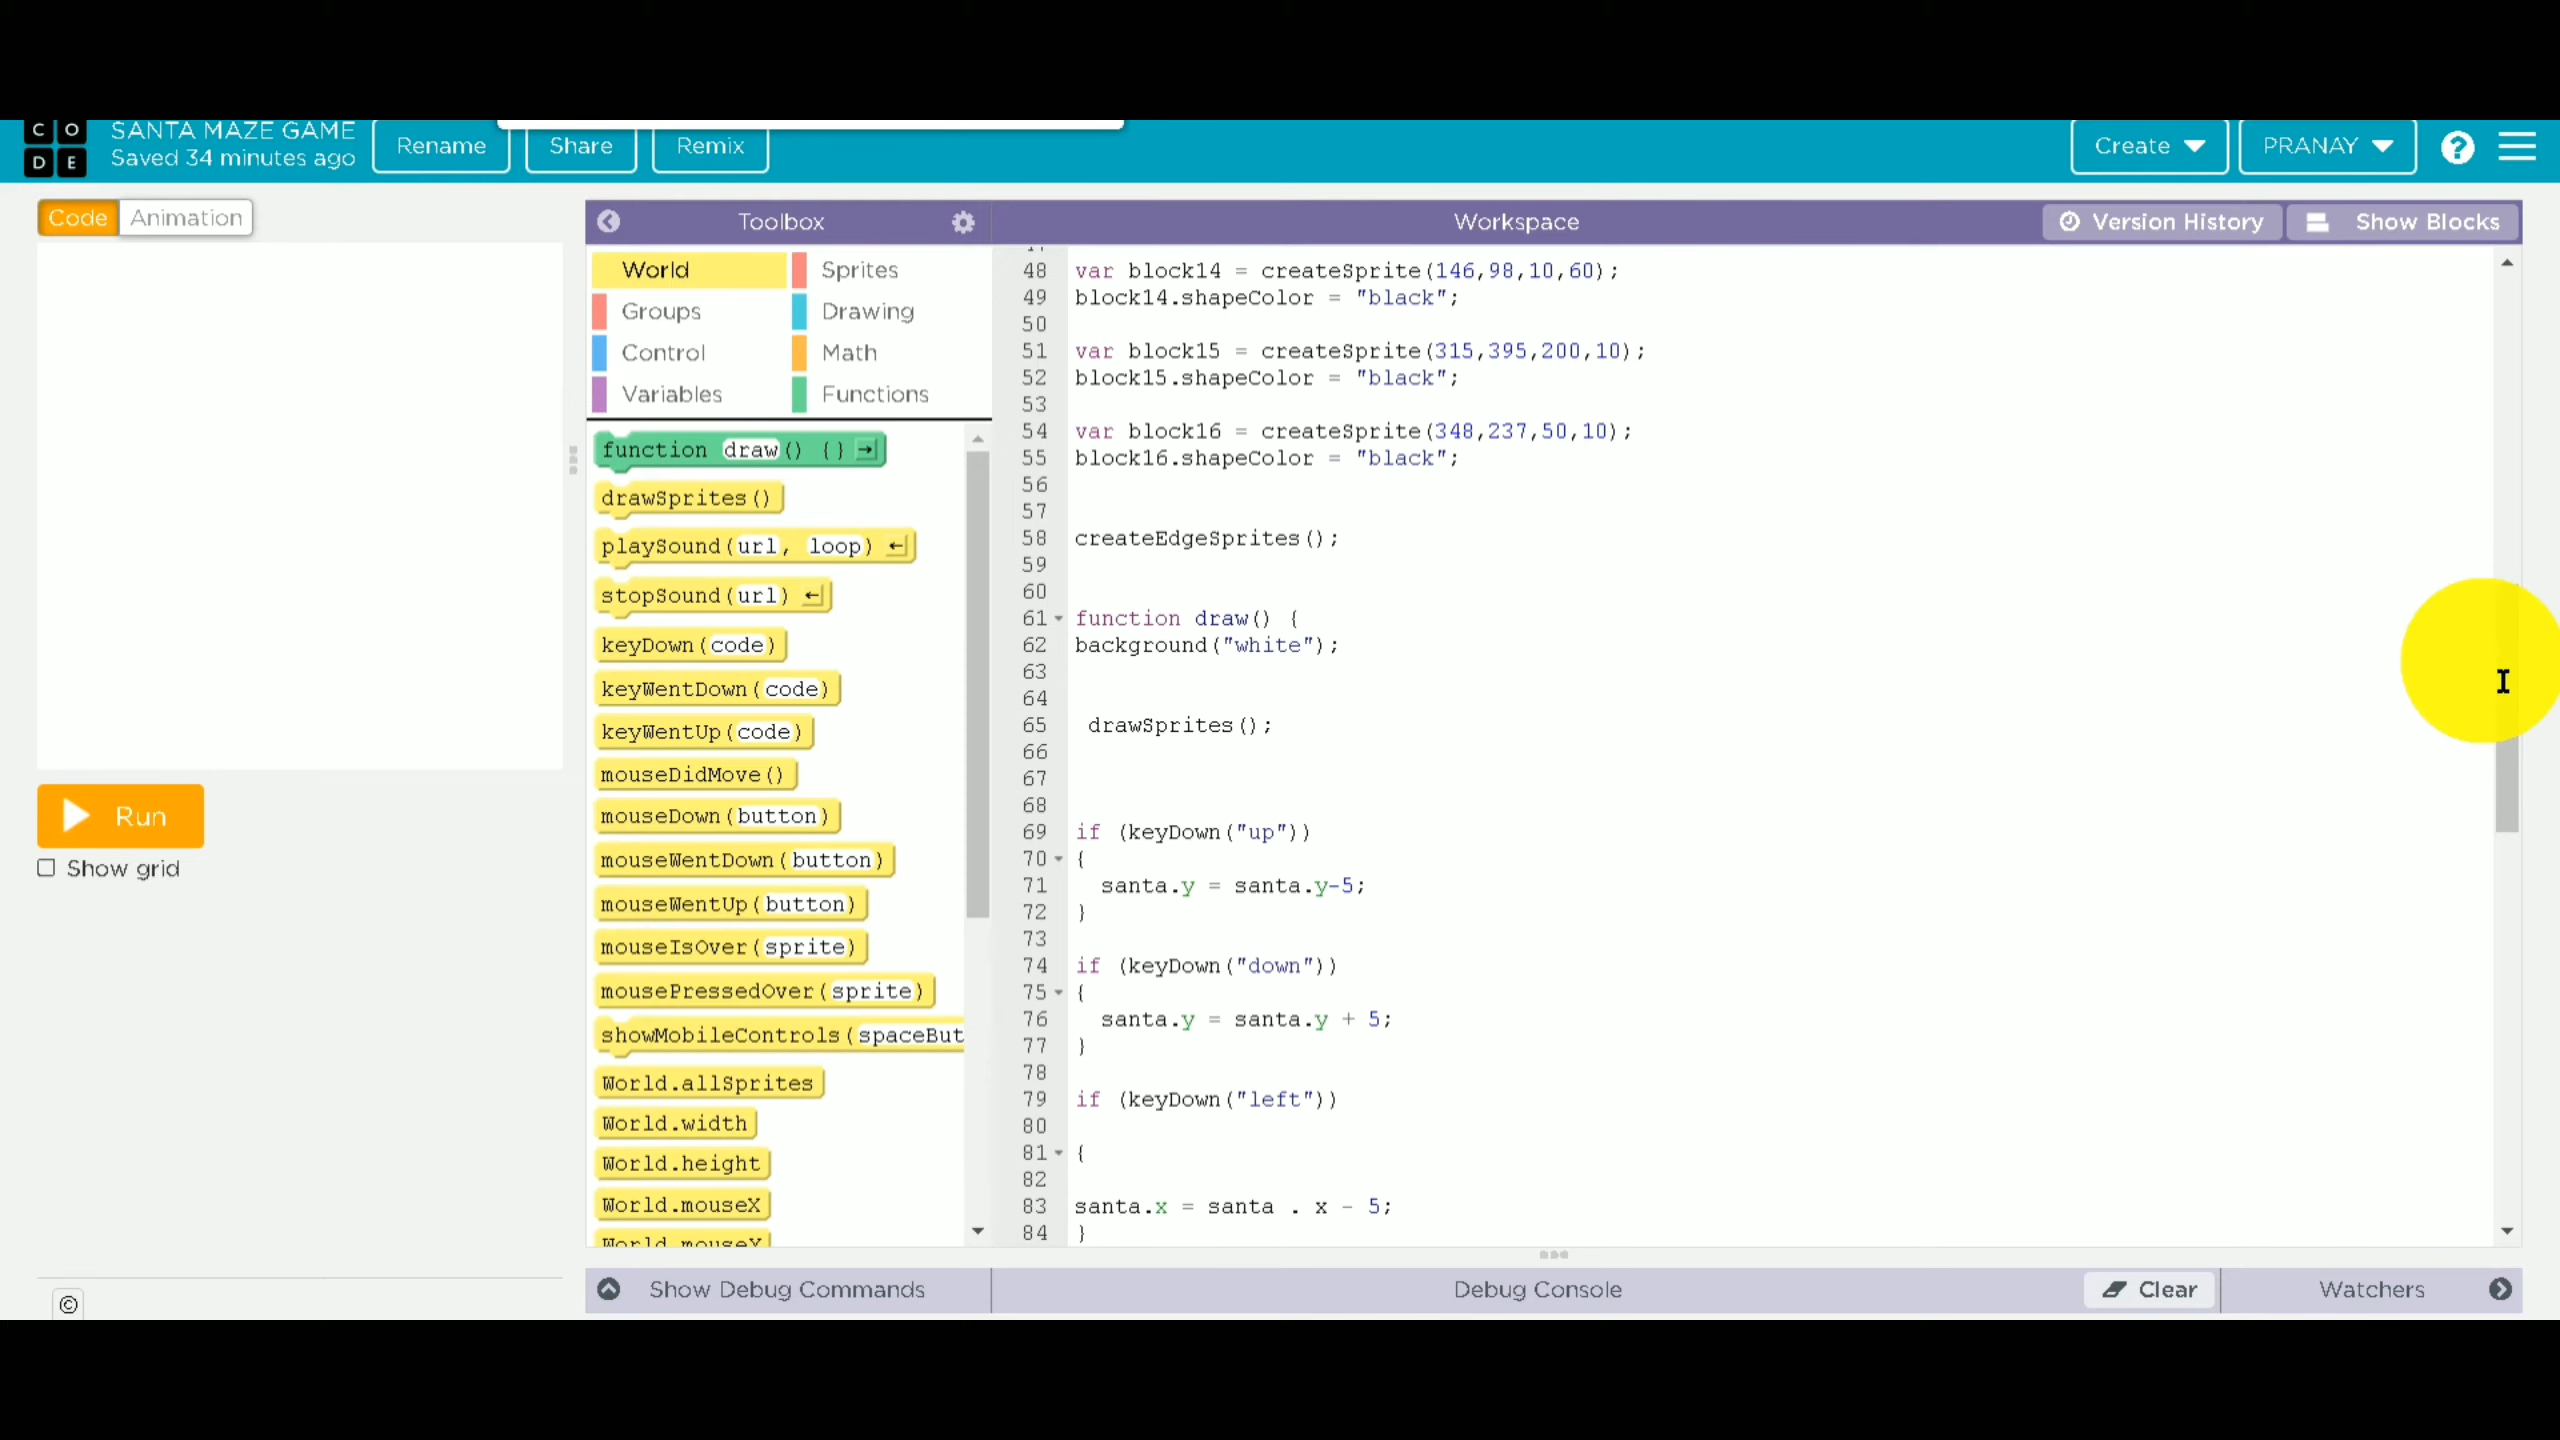 C O
D E
SANTA MAZE GAME
Saved 34 minutes ago
Rename
Share
Remix
Create
PRANAY
?
Code
Animation
Run
Show grid
©
Toolbox
World
Sprites
Groups
Drawing
Control
Math
Variables
Functions
function draw() {}
drawSprites()
playSound(url, loop)
stopSound(url)
keyDown(code)
keyWentDown(code)
keyWentUp(code)
mouseDidMove()
mouseDown(button)
mouseWentDown(button)
mouseWentUp(button)
mouseIsOver(sprite)
mousePressedOver(sprite)
showMobileControls(spaceBut
World.allSprites
World.width
World.height
World.mouseX
World.mouseY
Workspace
Version History
Show Blocks
48 var block14 = createSprite(146,98,10,60);
49 block14.shapeColor = "black";
50
51 var block15 = createSprite(315,395,200,10);
52 block15.shapeColor = "black";
53
54 var block16 = createSprite(348,237,50,10);
55 block16.shapeColor = "black";
56
57
58 createEdgeSprites();
59
60
61 function draw() {
62 background("white");
63
64
65 drawSprites();
66
67
68
69 if (keyDown("up"))
70 {
71 santa.y = santa.y-5;
72 }
73
74 if (keyDown("down"))
75 {
76 santa.y = santa.y + 5;
77 }
78
79 if (keyDown("left"))
80
81 {
82
83 santa.x = santa . x - 5;
84 }
Show Debug Commands
Debug Console
Clear
Watchers